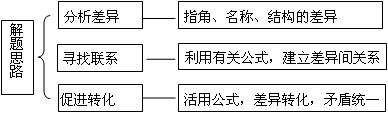 解题思路
分析差异
指角、名称、结构的差异
寻找联系
利用有关公式，建立差异间关系
促进转化
活用公式，差异转化，矛盾统一